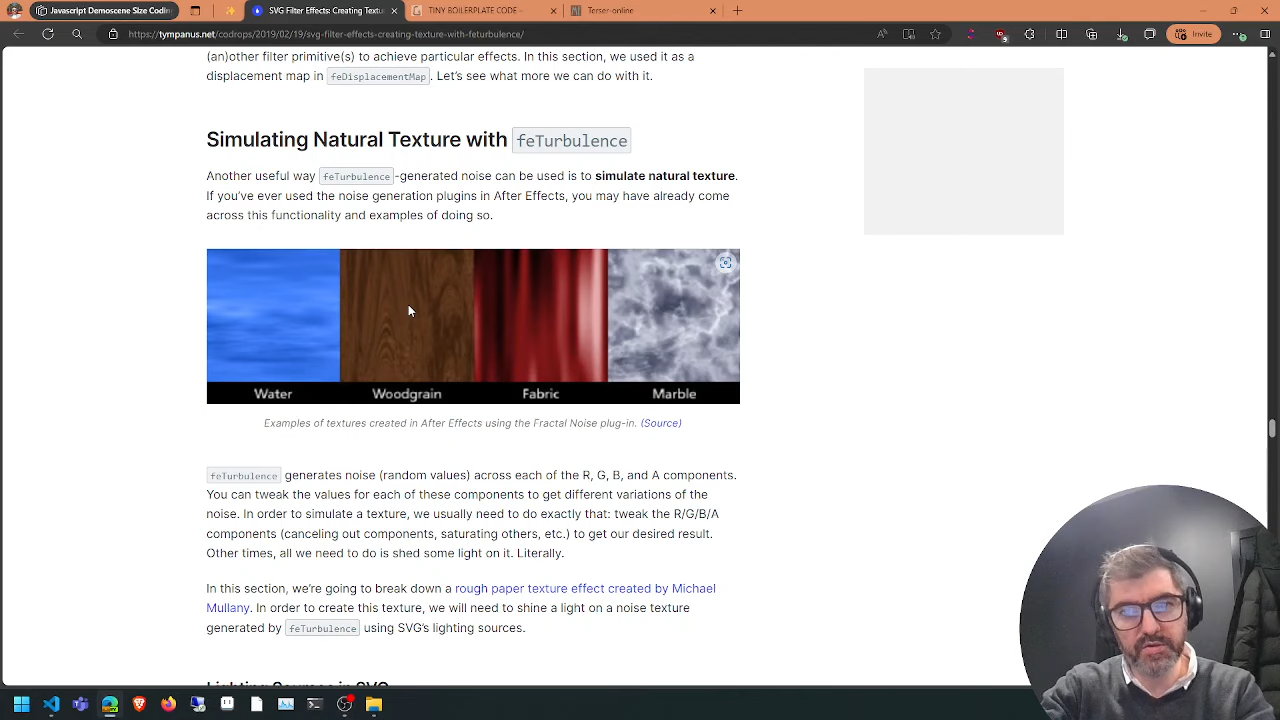 Javascript Demoscene Size Coding
SVG Filter Effects: Creating Textu
TINY BOILERPLATE CODE –
Terser-online
https://tympanus.net/codrops/2019/02/19/svg-filter-effects-creating-texture-with-feturbulence/
Invite
(an)other filter primitive(s) to achieve particular effects. In this section, we used it as a
displacement map in feDisplacementMap. Let's see what more we can do with it.
Simulating Natural Texture with feTurbulence
Another useful way feTurbulence-generated noise can be used is to simulate natural texture.
If you've ever used the noise generation plugins in After Effects, you may have already come
across this functionality and examples of doing so.
Water Woodgrain Fabric Marble
Examples of textures created in After Effects using the Fractal Noise plug-in. (Source)
feTurbulence generates noise (random values) across each of the R, G, B, and A components.
You can tweak the values for each of these components to get different variations of the
noise. In order to simulate a texture, we usually need to do exactly that: tweak the R/G/B/A
components (canceling out components, saturating others, etc.) to get our desired result.
Other times, all we need to do is shed some light on it. Literally.
In this section, we're going to break down a rough paper texture effect created by Michael
Mullany. In order to create this texture, we will need to shine a light on a noise texture
generated by feTurbulence using SVG's lighting sources.
Lighting Sources in SVG